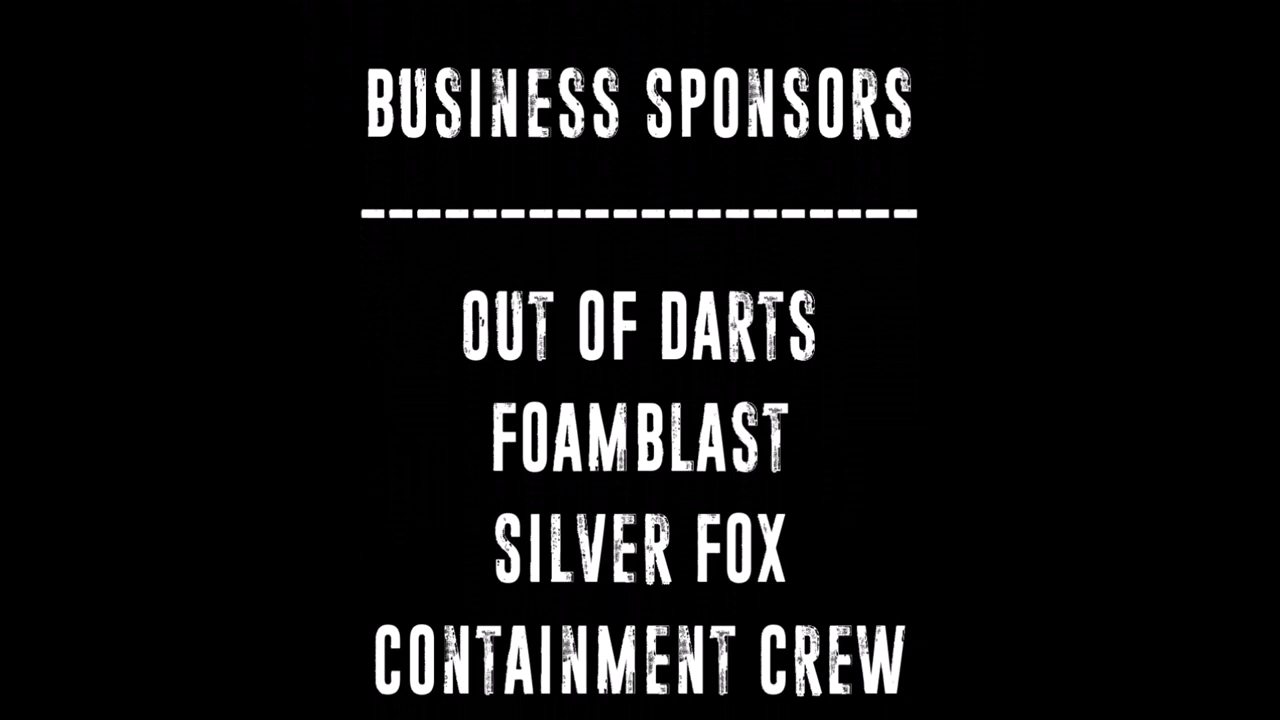 BUSINESS SPONSORS
--------------------
OUT OF DARTS
FOAMBLAST
SILVER FOX
CONTAINMENT CREW